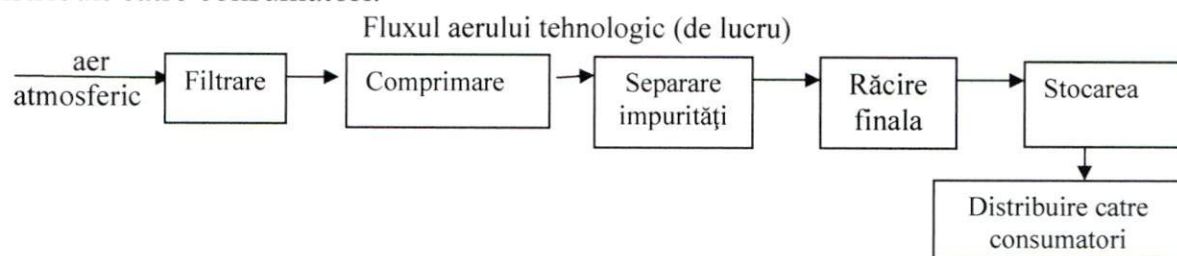 Fluxul aerului tehnologic (de lucru)
aer
atmosferic
Filtrare
Comprimare
Separare
impurităţi
Răcire
finala
Stocarea
Distribuire catre
consumatori